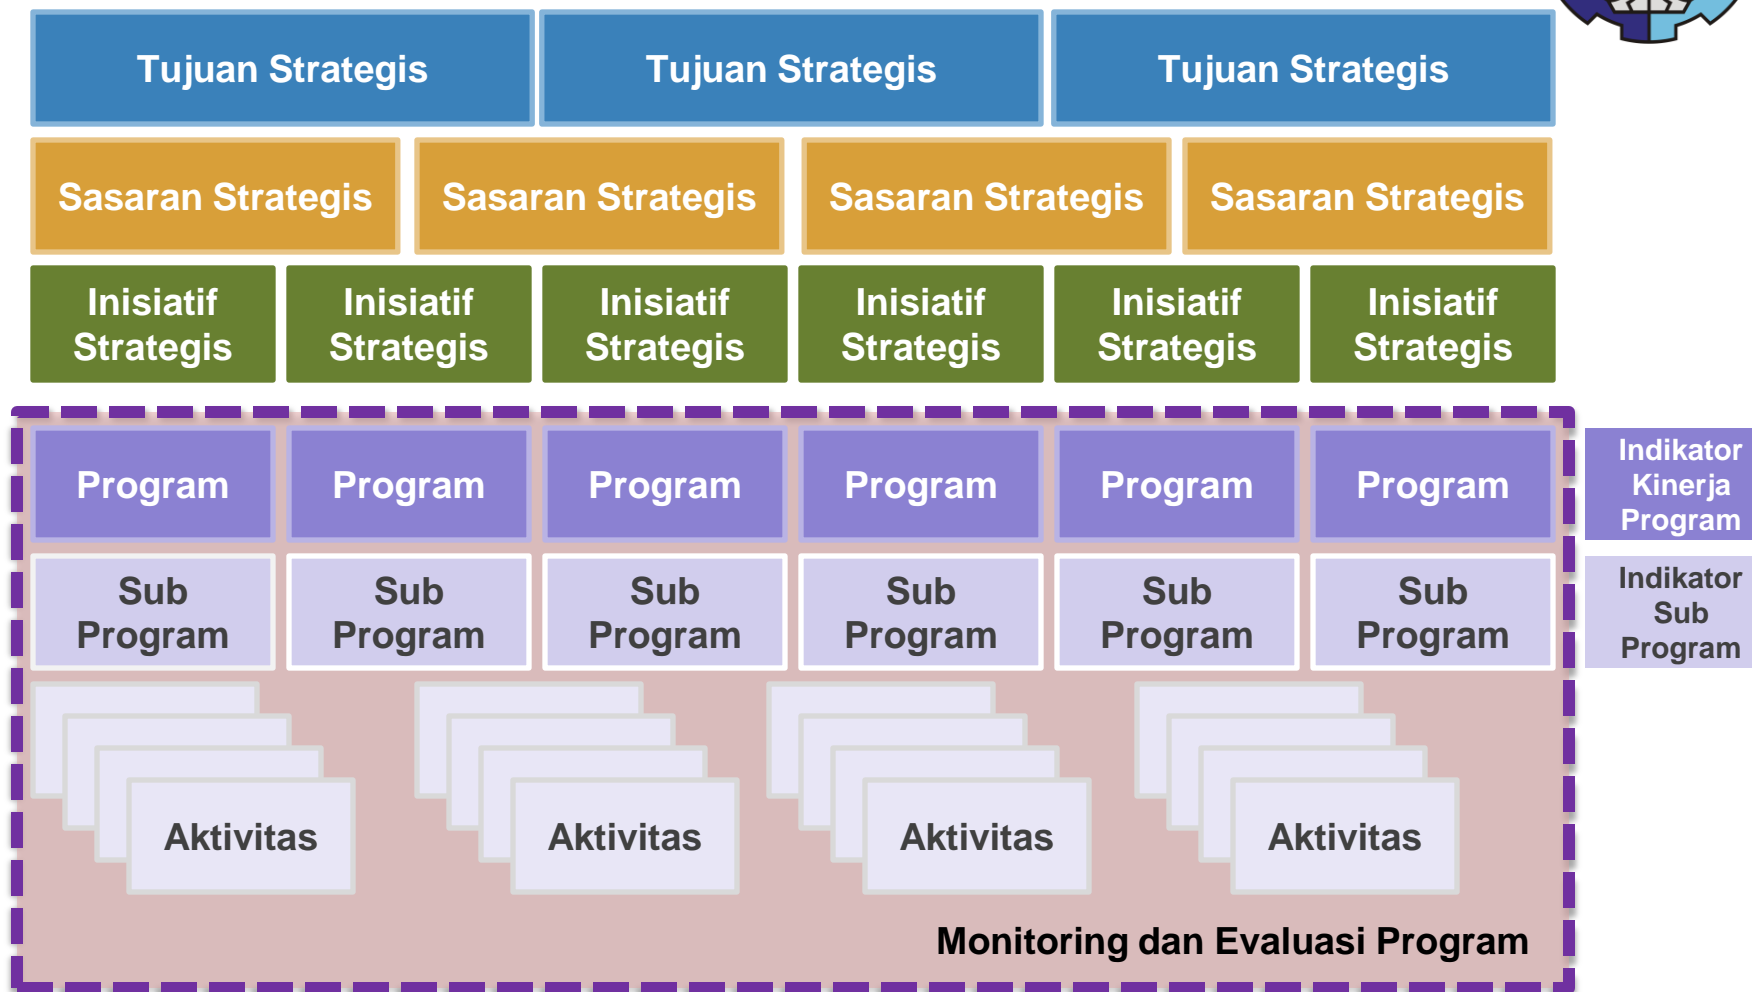 Tujuan Strategis
Tujuan Strategis
Tujuan Strategis
Sasaran Strategis
Sasaran Strategis
Sasaran Strategis
Sasaran Strategis
Inisiatif
Strategis
Inisiatif
Strategis
Inisiatif
Strategis
Inisiatif
Strategis
Inisiatif
Strategis
Inisiatif
Strategis
Program
Program
Program
Program
Program
Program
Indikator
Kinerja
Program
Sub
Program
Sub
Program
Sub
Program
Sub
Program
Sub
Program
Sub
Program
Indikator
Sub
Program
Aktivitas
Aktivitas
Aktivitas
Aktivitas
Monitoring dan Evaluasi Program